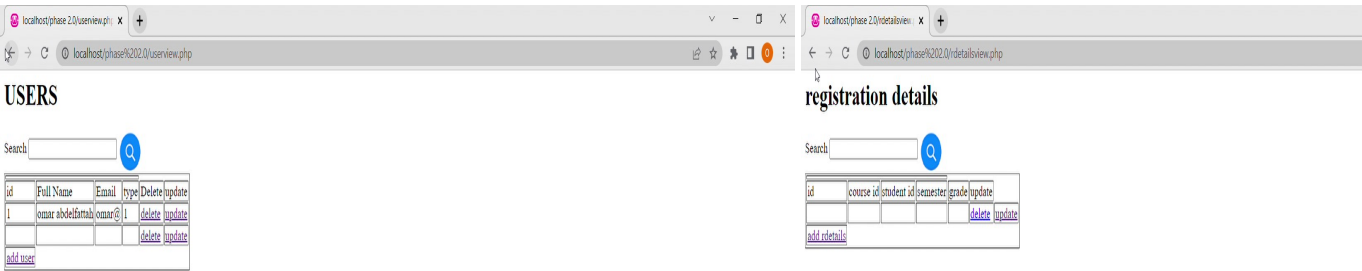 localhost/phase 2.0/userview.ph
localhost/phase%202.0/userview.php
USERS
Search
id Full Name Email type Delete update
1 omar abdelfattah omar@ 1 delete update
delete update
add user
localhost/phase 2.0/rdetailsview.
localhost/phase%202.0/rdetailsview.php
registration details
Search
id course id student id semester grade update
delete update
add rdetails